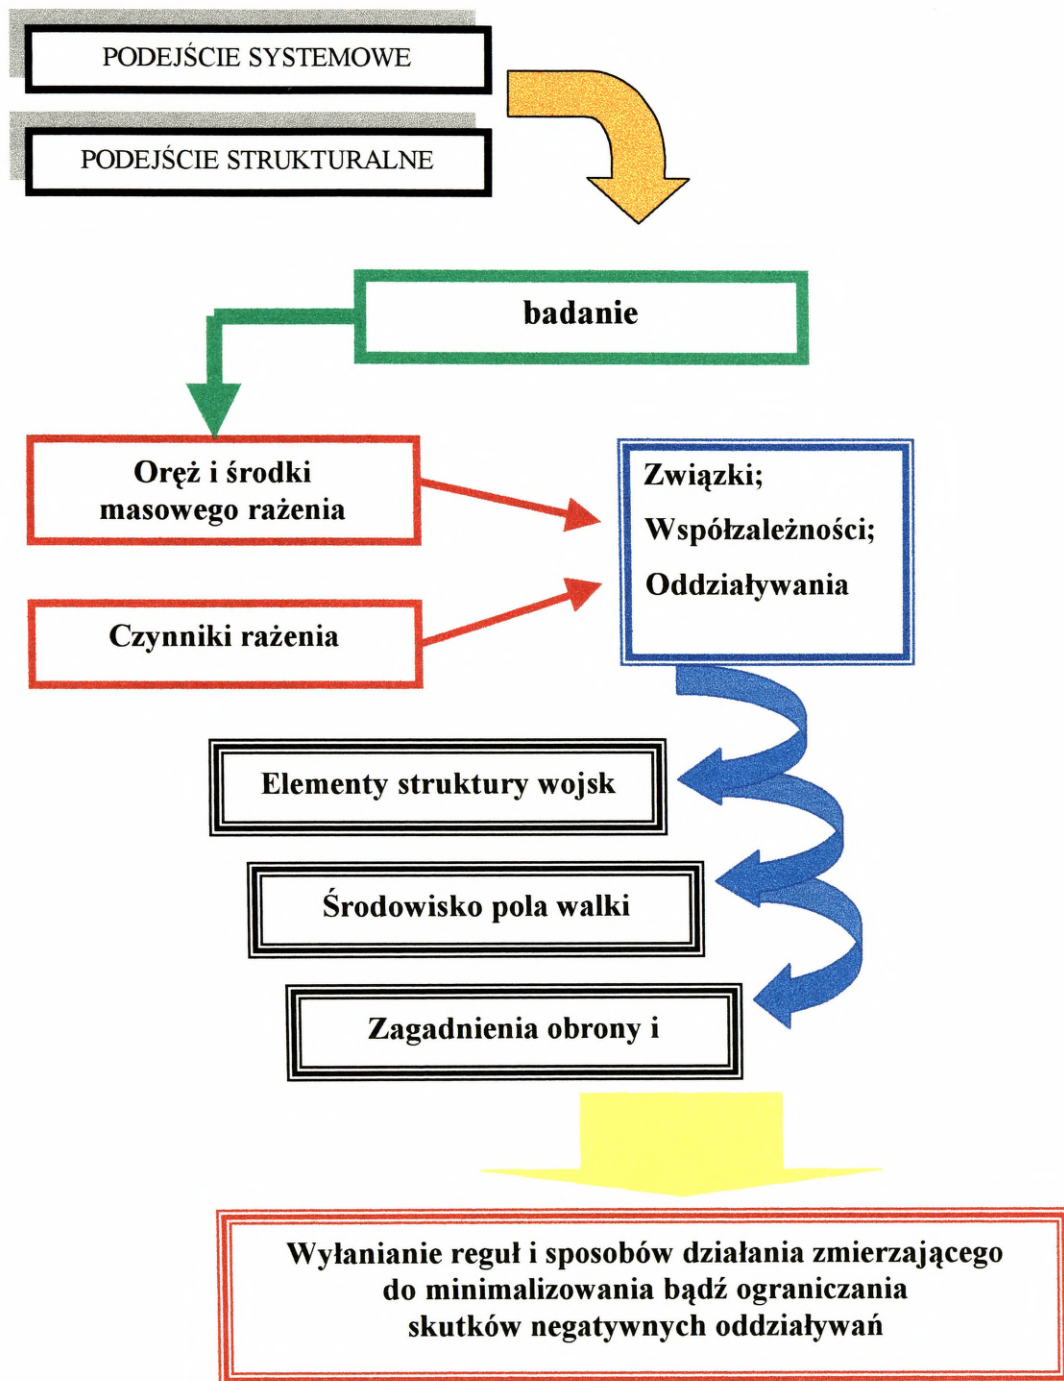 PODEJŚCIE SYSTEMOWE
PODEJŚCIE STRUKTURALNE
badanie
Oręż i środki
masowego rażenia
Związki;
Współzależności;
Oddziaływania
Czynniki rażenia
Elementy struktury wojsk
Środowisko pola walki
Zagadnienia obrony i
Wyłanianie reguł i sposobów działania zmierzającego
do minimalizowania bądź ograniczania
skutków negatywnych oddziaływań